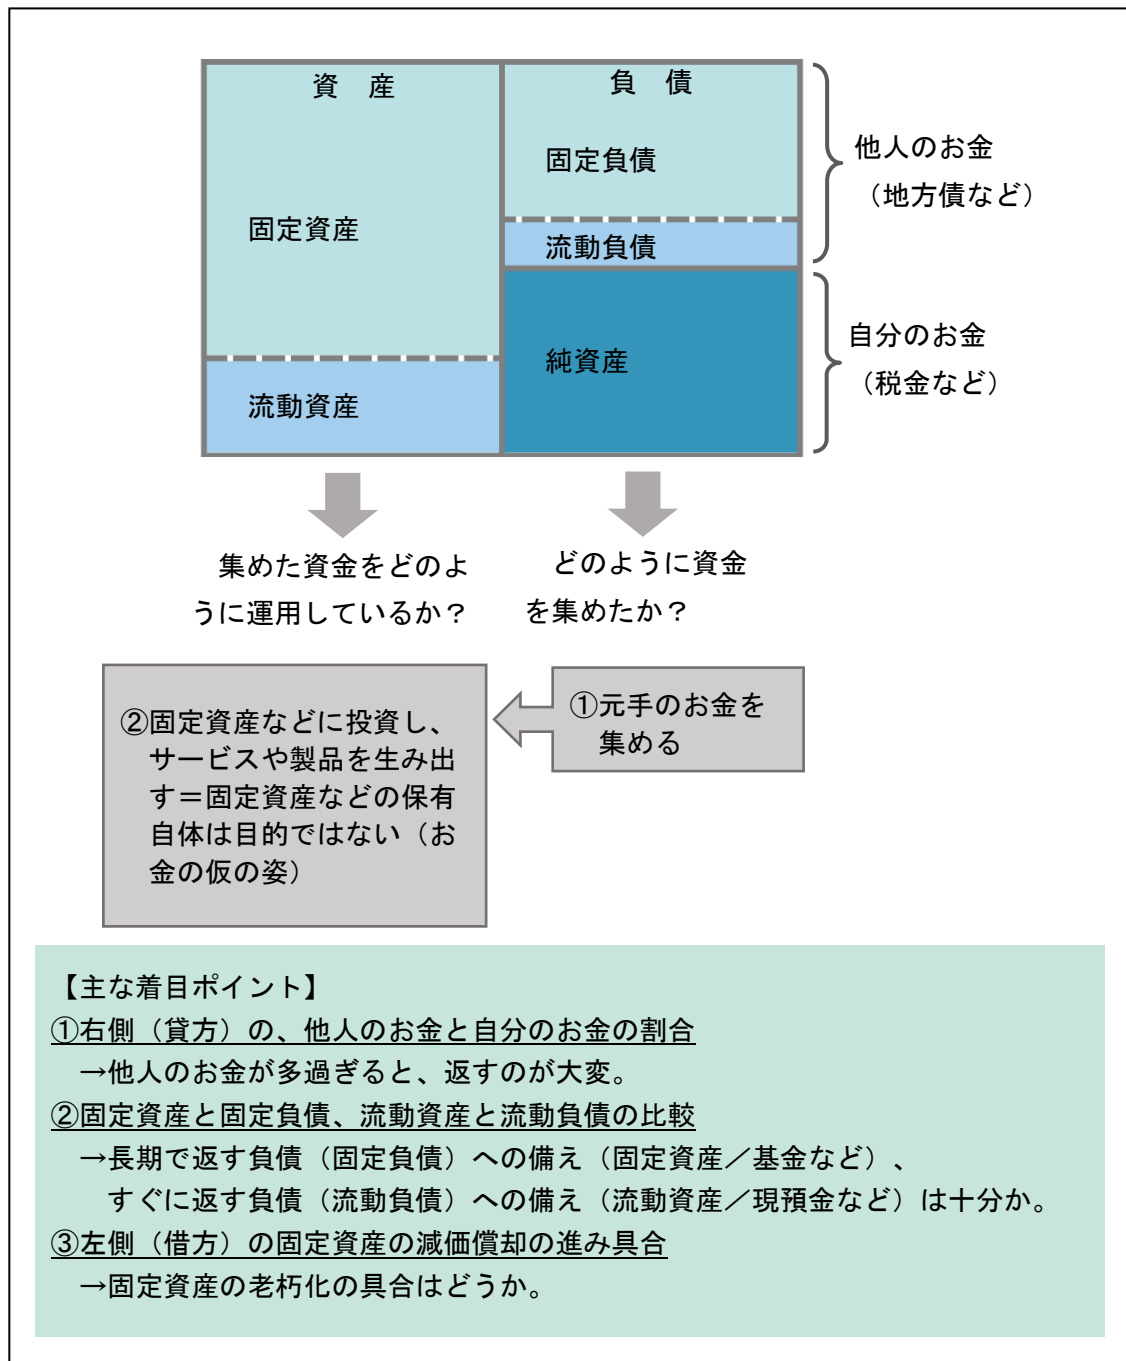 資　産
負　債
固定負債
他人のお金
（地方債など）
固定資産
流動負債
自分のお金
（税金など）
純資産
流動資産
集めた資金をどのよ
うに運用しているか？
どのように資金
を集めたか？
①元手のお金を
集める
②固定資産などに投資し、
サービスや製品を生み出
す＝固定資産などの保有
自体は目的ではない（お
金の仮の姿）
【主な着目ポイント】
①右側（貸方）の、他人のお金と自分のお金の割合
→他人のお金が多過ぎると、返すのが大変。
②固定資産と固定負債、流動資産と流動負債の比較
→長期で返す負債（固定負債）への備え（固定資産／基金など）、
すぐに返す負債（流動負債）への備え（流動資産／現預金など）は十分か。
③左側（借方）の固定資産の減価償却の進み具合
→固定資産の老朽化の具合はどうか。